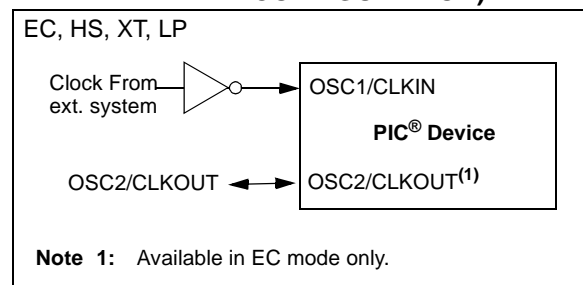 EC, HS, XT, LP
Clock From
ext. system
OSC1/CLKIN
PIC® Device
OSC2/CLKOUT
OSC2/CLKOUT(1)
Note 1: Available in EC mode only.